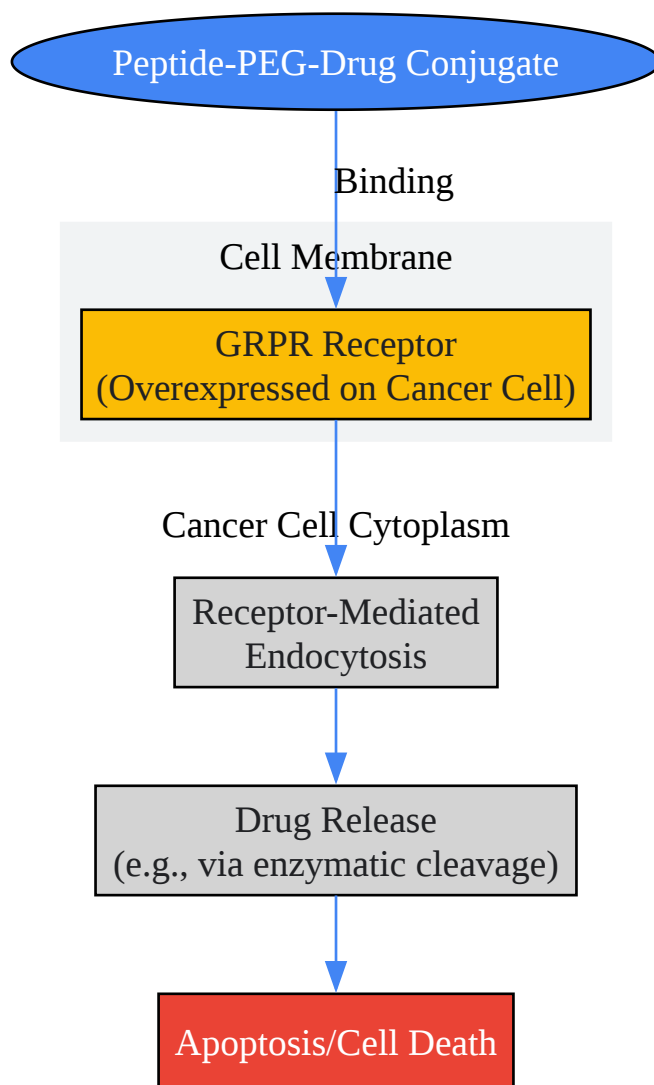 Peptide-PEG-Drug Conjugate
Binding
Cell Membrane
GRPR Receptor
(Overexpressed on Cancer Cell)
Cancer Cell Cytoplasm
Receptor-Mediated
Endocytosis
Drug Release
(e.g., via enzymatic cleavage)
Apoptosis/Cell Death